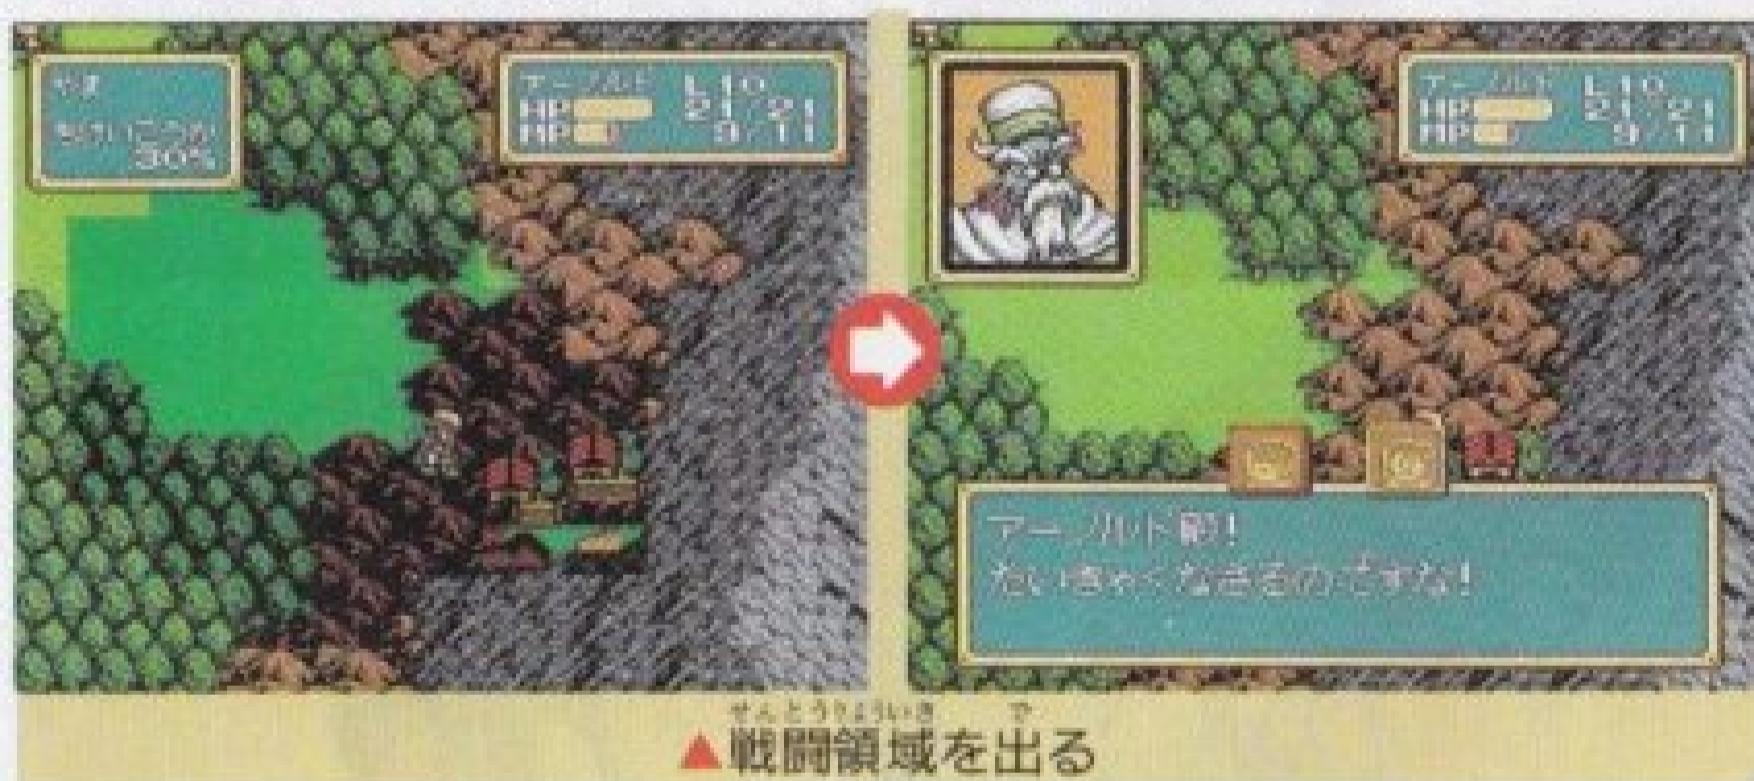 やま
ちけいこうか
30%
アーノルド L10
HP 21/21
MP 9/11
アーノルド L10
HP 21/21
MP 9/11
アーノルド卿!
たいきゃくなさるのですな!
せんとうりょういき で
▲戦闘領域を出る